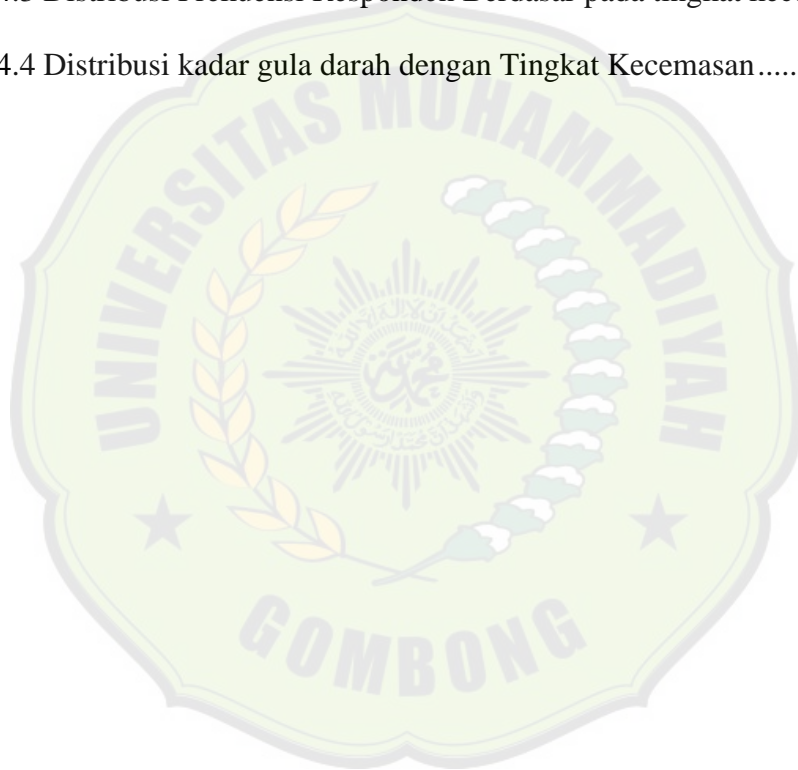 Distribusi Frekuensi Responden Berdasar pada tingkat
4.4 Distribusi kadar gula darah dengan Tingkat Kecemasan.....
UNIVERSITAS MUHAMMADIYAH
GOMBONG